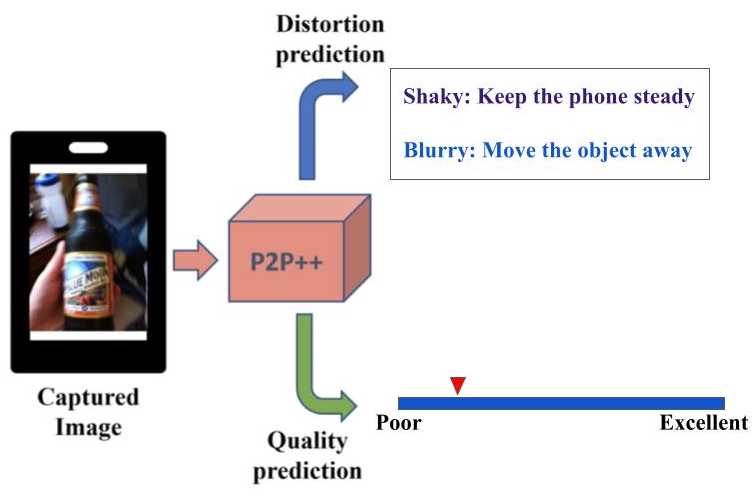 Distortion
prediction
Shaky: Keep the phone steady
Blurry: Move the object away
P2P++
BLUE MOON
Captured
Image
Quality
prediction
Poor
Excellent